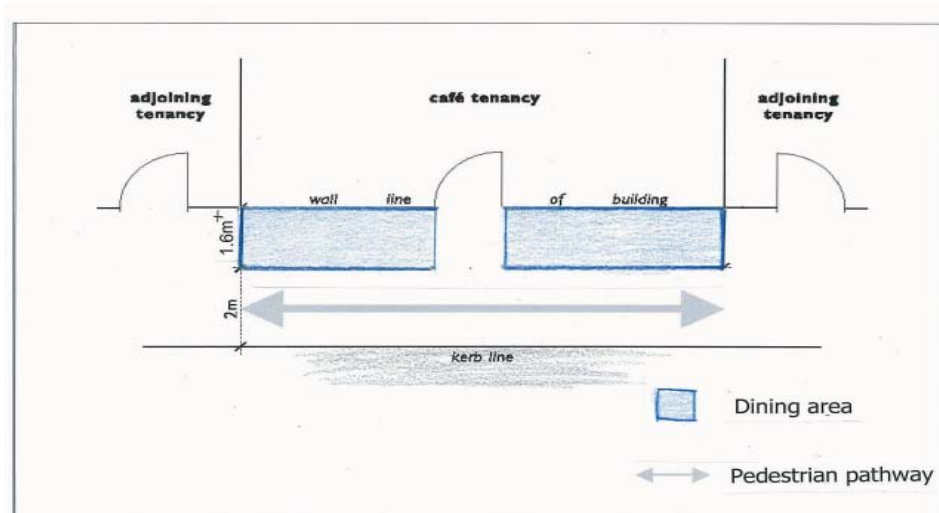 adjoining
tenancy
café tenancy
adjoining
tenancy
wall line of building
1.6m+
2m
kerb line
Dining area
Pedestrian pathway